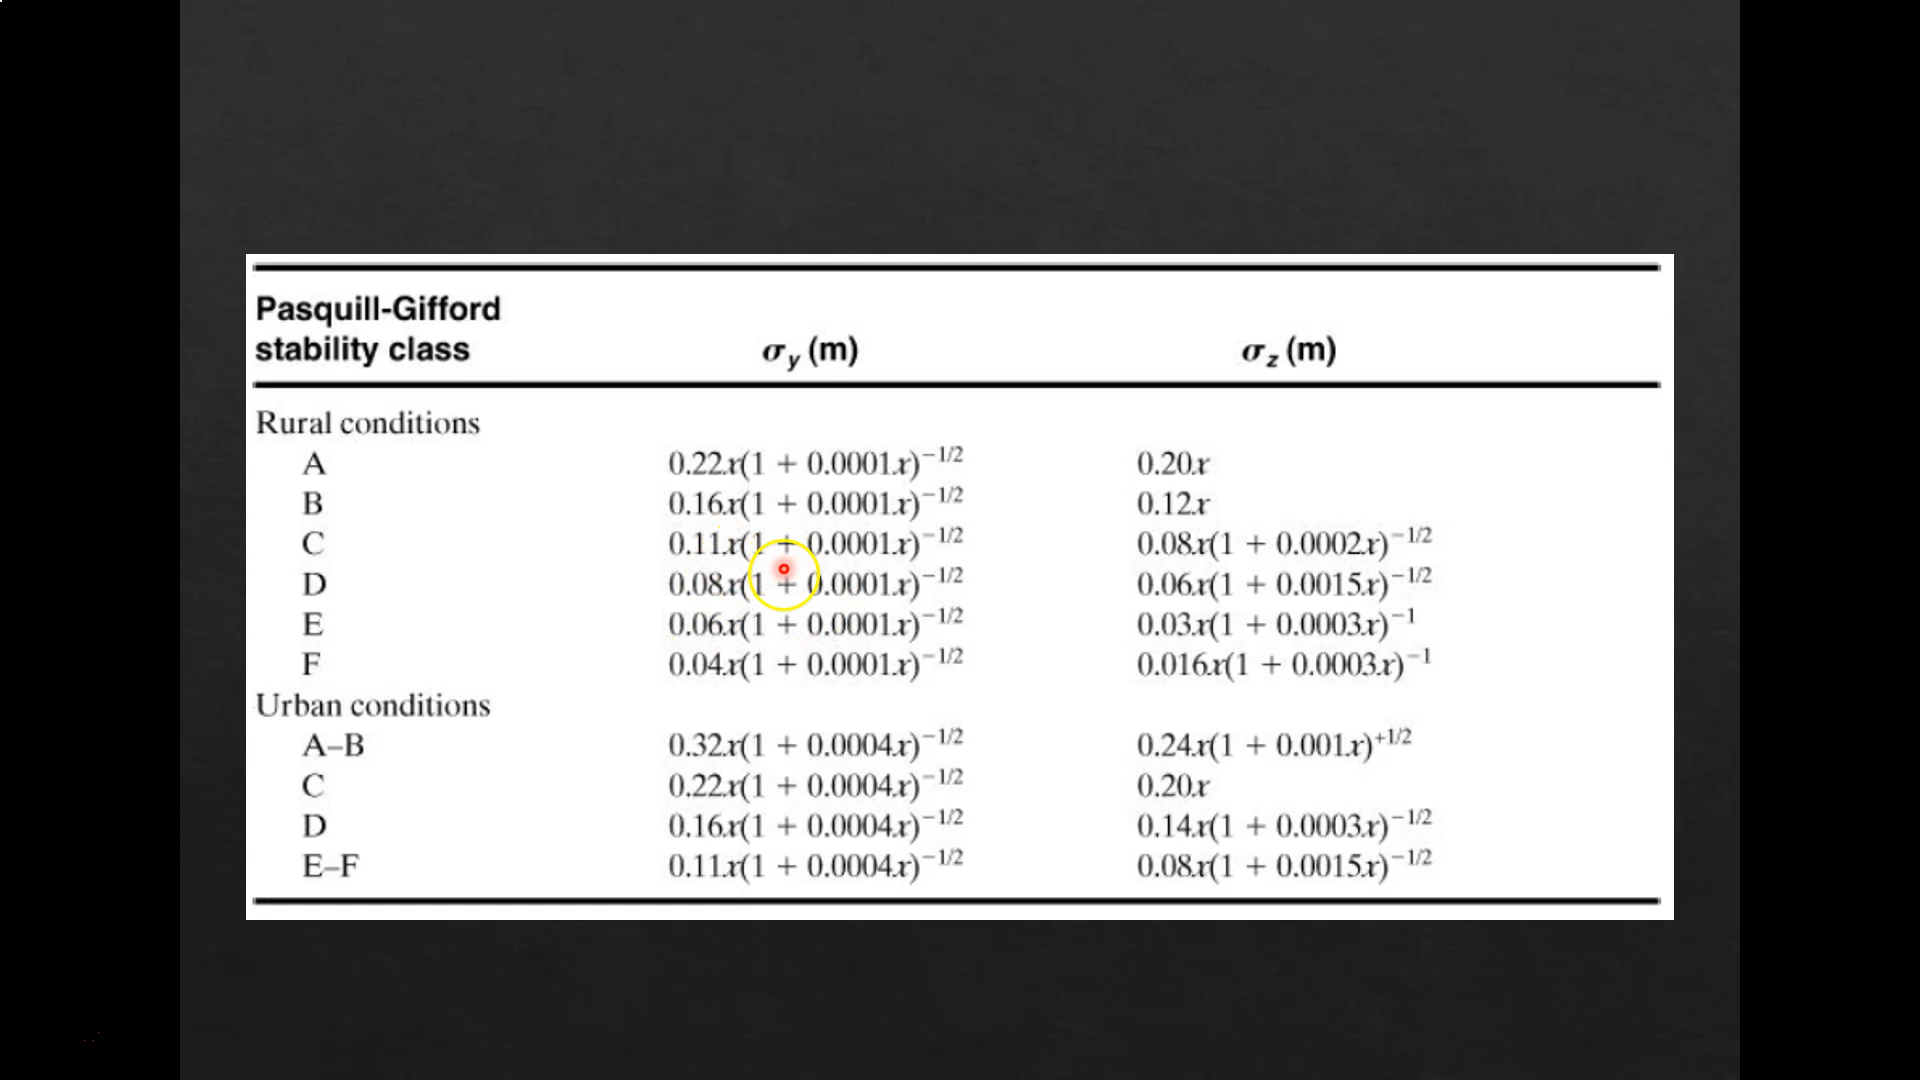 Pasquill-Gifford
stability class σy (m) σz (m)
Rural conditions
A 0.22x(1 + 0.0001x)^−1/2 0.20x
B 0.16x(1 + 0.0001x)^−1/2 0.12x
C 0.11x(1 + 0.0001x)^−1/2 0.08x(1 + 0.0002x)^−1/2
D 0.08x(1 + 0.0001x)^−1/2 0.06x(1 + 0.0015x)^−1/2
E 0.06x(1 + 0.0001x)^−1/2 0.03x(1 + 0.0003x)^−1
F 0.04x(1 + 0.0001x)^−1/2 0.016x(1 + 0.0003x)^−1
Urban conditions
A–B 0.32x(1 + 0.0004x)^−1/2 0.24x(1 + 0.001x)^+1/2
C 0.22x(1 + 0.0004x)^−1/2 0.20x
D 0.16x(1 + 0.0004x)^−1/2 0.14x(1 + 0.0003x)^−1/2
E–F 0.11x(1 + 0.0004x)^−1/2 0.08x(1 + 0.0015x)^−1/2